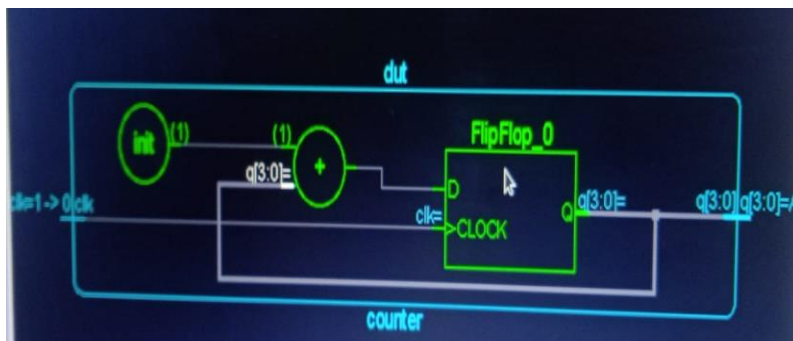 dut
init
(1)
(1)
+
q[3:0]=
FlipFlop_0
D
clk=1->0
clk
clk=
>CLOCK
Q
q[3:0]=
q[3:0]
counter